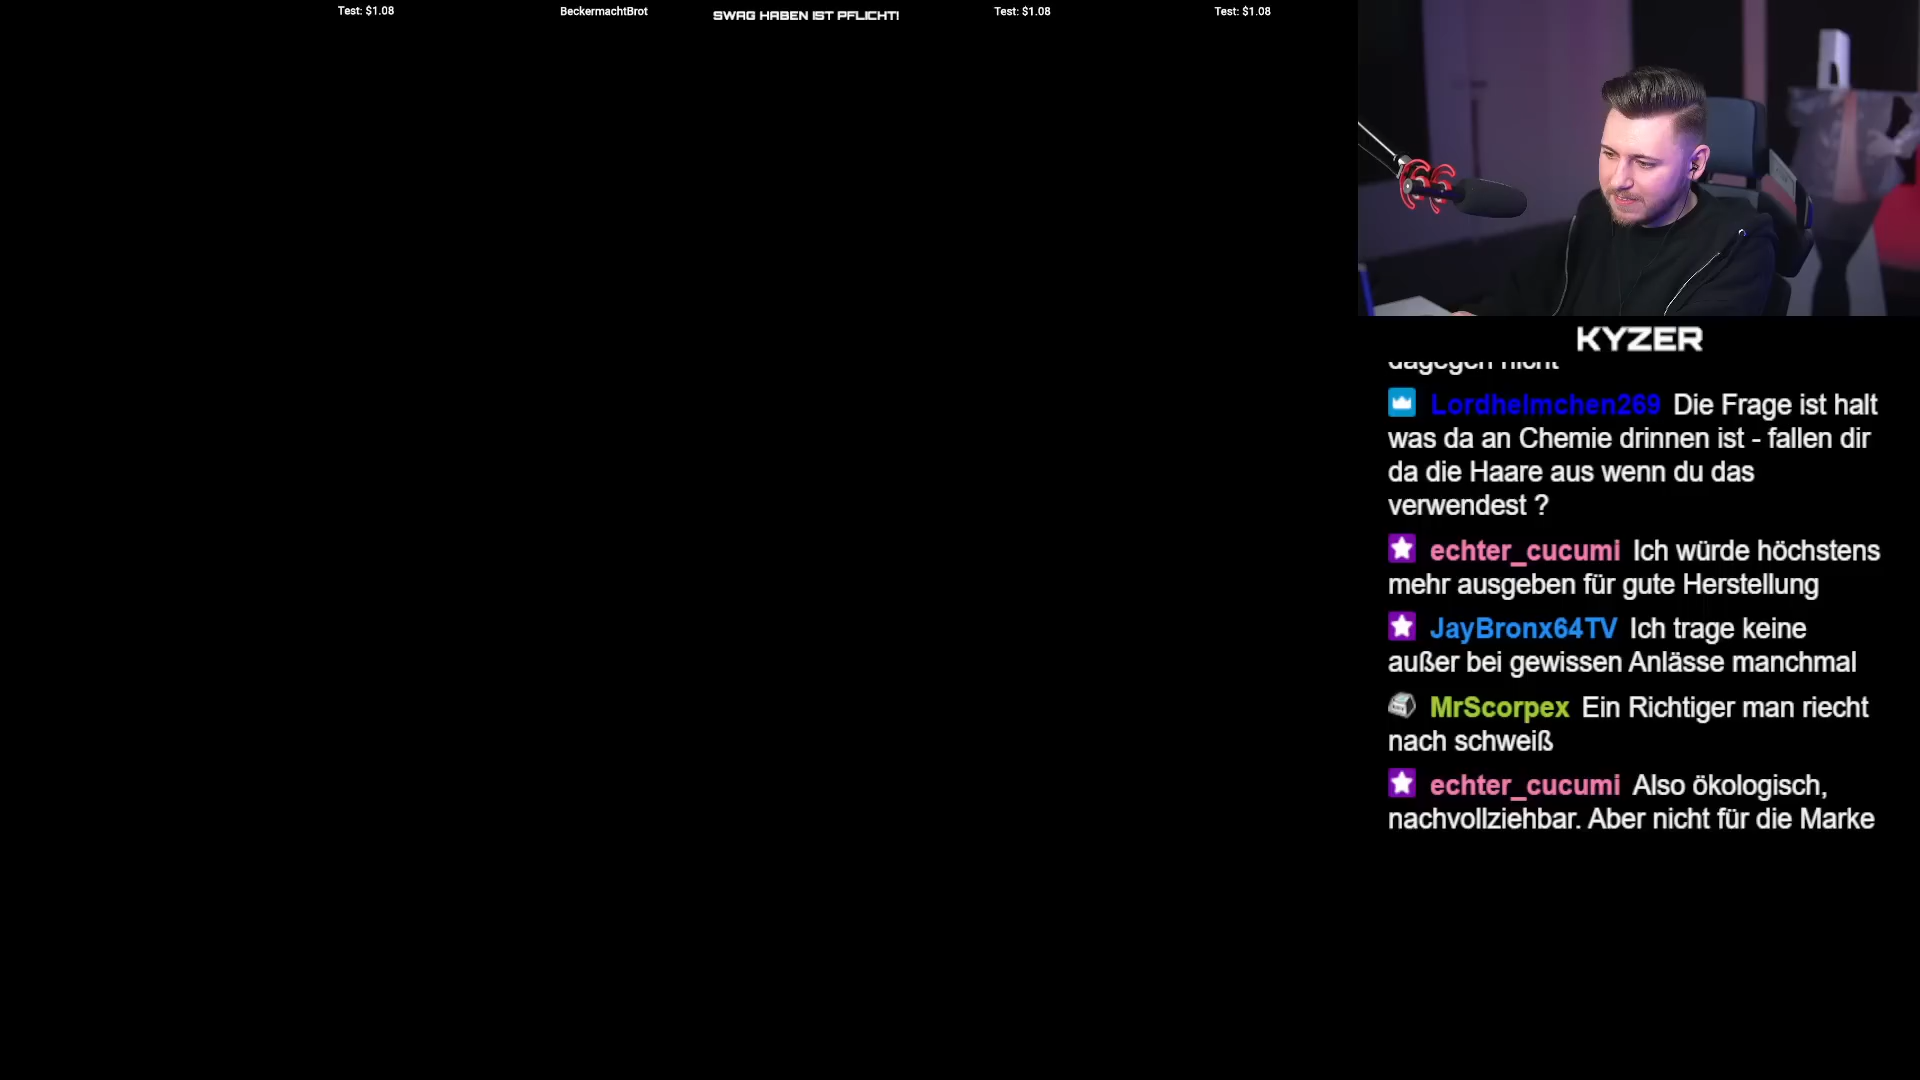 Test: $1.08
BeckermachtBrot
SWAG HABEN IST PFLICHT!
Test: $1.08
Test: $1.08
KYZER
dagegen nicht
Lordhelmchen269 Die Frage ist halt
was da an Chemie drinnen ist - fallen dir
da die Haare aus wenn du das
verwendest ?
echter_cucumi Ich würde höchstens
mehr ausgeben für gute Herstellung
JayBronx64TV Ich trage keine
außer bei gewissen Anlässe manchmal
MrScorpex Ein Richtiger man riecht
nach schweiß
echter_cucumi Also ökologisch,
nachvollziehbar. Aber nicht für die Marke